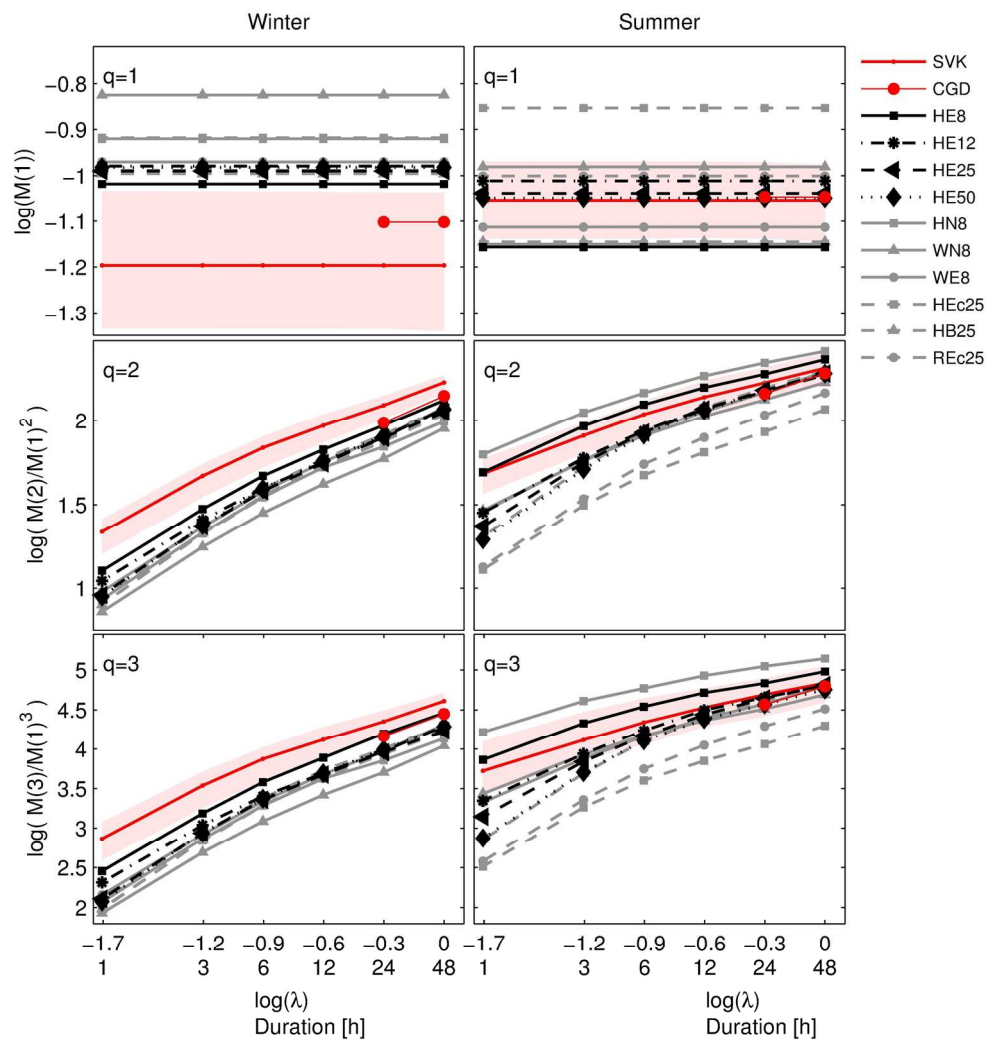 Winter
Summer
q=1
−0.8
−0.9
−1
−1.1
−1.2
−1.3
log(M(1))
q=1
SVK
CGD
HE8
HE12
HE25
HE50
HN8
WN8
WE8
HEc25
HB25
REc25
q=2
2
1.5
1
log( M(2)/M(1)²)
q=2
q=3
5
4.5
4
3.5
3
2.5
2
log( M(3)/M(1)³)
q=3
−1.7 −1.2 −0.9 −0.6 −0.3 0
1 3 6 12 24 48
log(λ)
Duration [h]
−1.7 −1.2 −0.9 −0.6 −0.3 0
1 3 6 12 24 48
log(λ)
Duration [h]